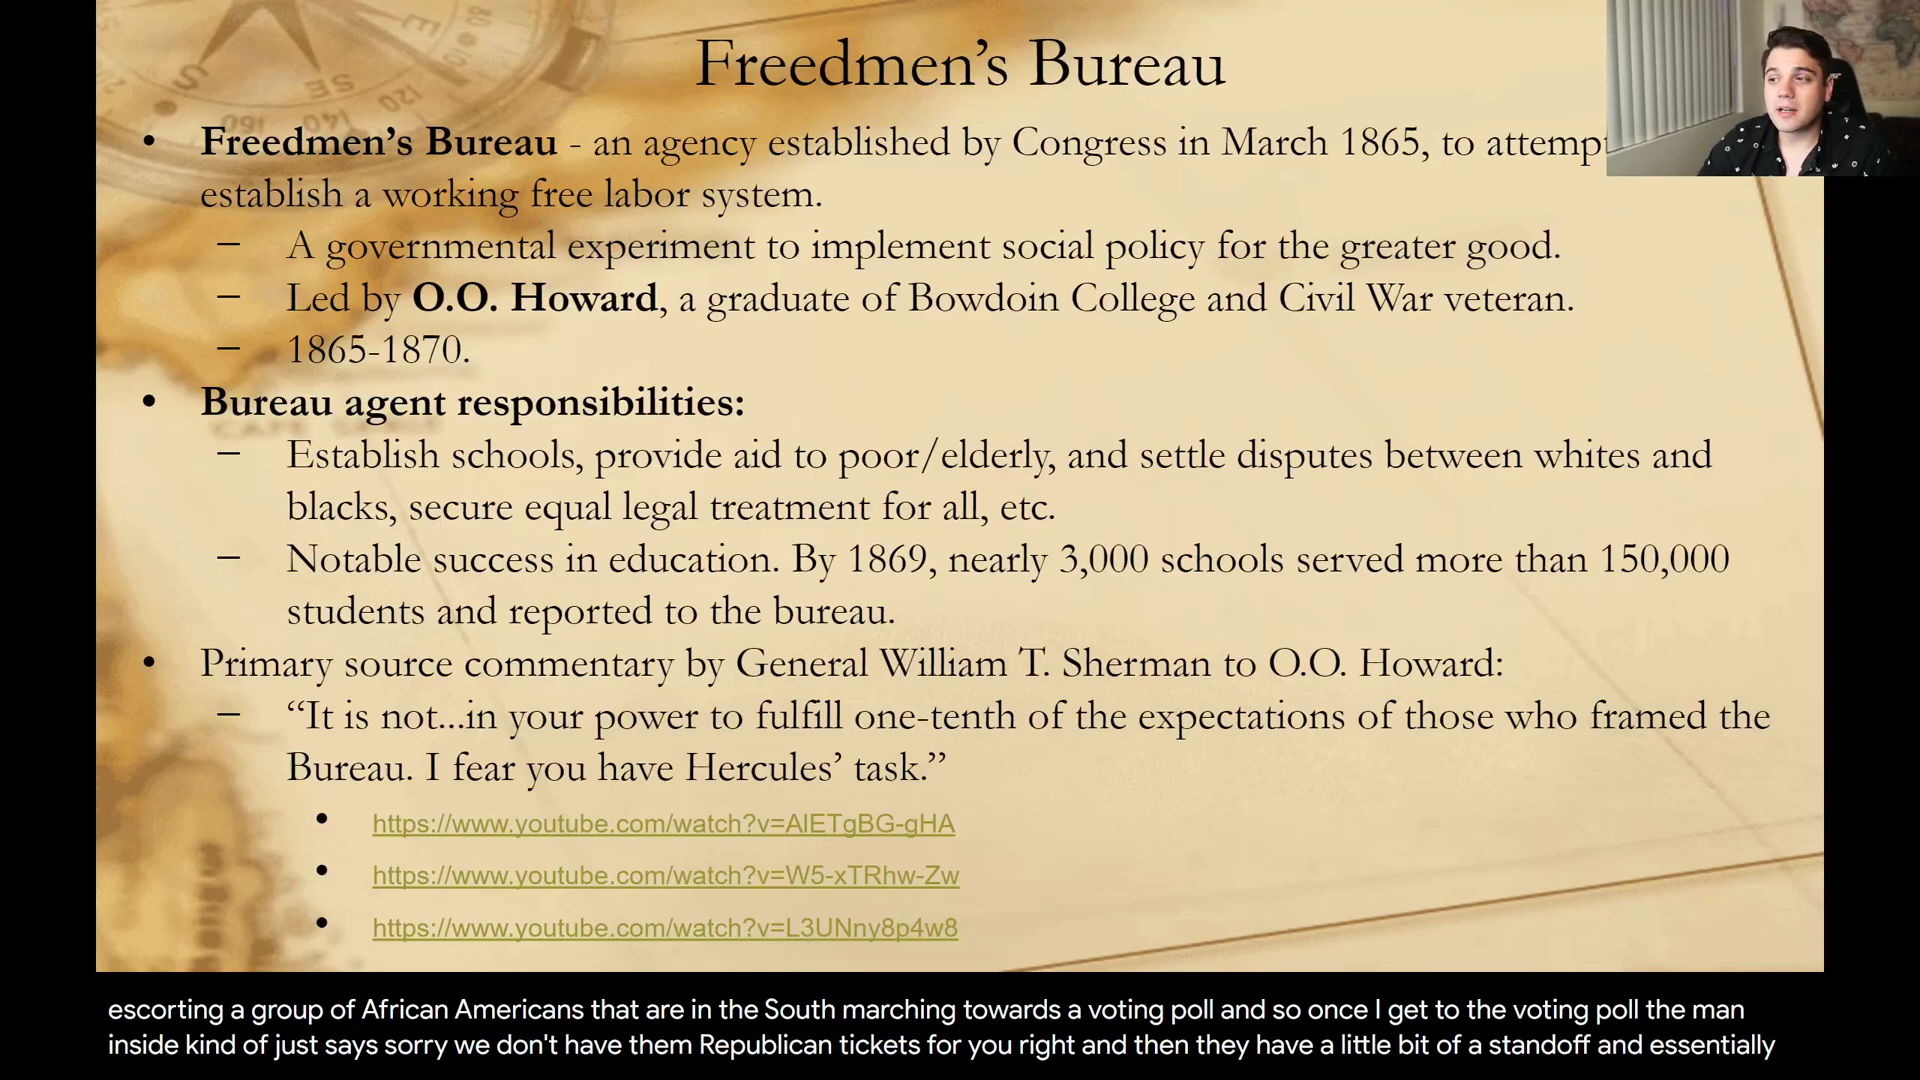 Freedmen's Bureau
• Freedmen's Bureau - an agency established by Congress in March 1865, to
establish a working free labor system.
– A governmental experiment to implement social policy for the greater good.
– Led by O.O. Howard, a graduate of Bowdoin College and Civil War veteran.
– 1865-1870.
• Bureau agent responsibilities:
– Establish schools, provide aid to poor/elderly, and settle disputes between whites and
blacks, secure equal legal treatment for all, etc.
– Notable success in education. By 1869, nearly 3,000 schools served more than 150,000
students and reported to the bureau.
• Primary source commentary by General William T. Sherman to O.O. Howard:
– “It is not...in your power to fulfill one-tenth of the expectations of those who framed the
Bureau. I fear you have Hercules’ task.”
• https://www.youtube.com/watch?v=AlETgBG-gHA
• https://www.youtube.com/watch?v=W5-xTRhw-Zw
• https://www.youtube.com/watch?v=L3UNny8p4w8
escorting a group of African Americans that are in the South marching towards a voting poll and so once I get to the voting poll the man
inside kind of just says sorry we don't have them Republican tickets for you right and then they have a little bit of a standoff and essentially